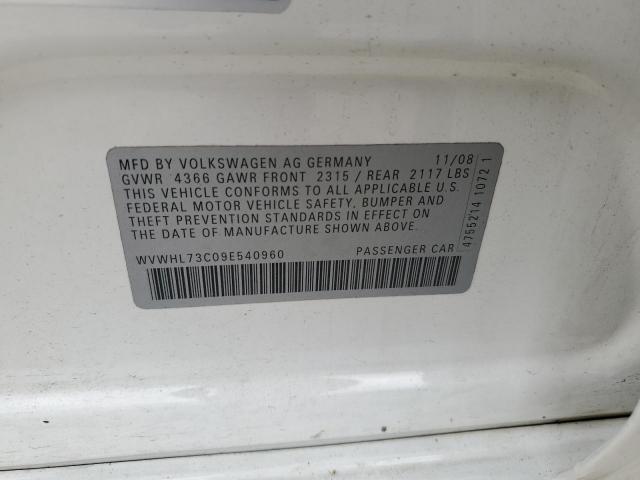 MFD BY VOLKSWAGEN AG GERMANY 11/08
GVWR 4366 GAWR FRONT 2315 / REAR 2117 LBS
THIS VEHICLE CONFORMS TO ALL APPLICABLE U.S.
FEDERAL MOTOR VEHICLE SAFETY, BUMPER AND
THEFT PREVENTION STANDARDS IN EFFECT ON
THE DATE OF MANUFACTURE SHOWN ABOVE.
WVWHL73C09E540960 PASSENGER CAR
4755214 1072 1